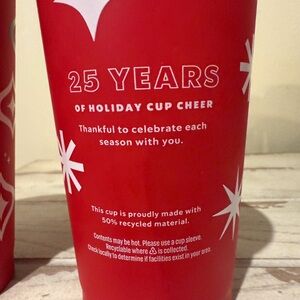 25 YEARS
OF HOLIDAY CUP CHEER
Thankful to celebrate each
season with you.
This cup is proudly made with
50% recycled material.
Contents may be hot. Please use a cup sleeve.
Recyclable where is collected.
Check locally to determine if facilities exist in your area.